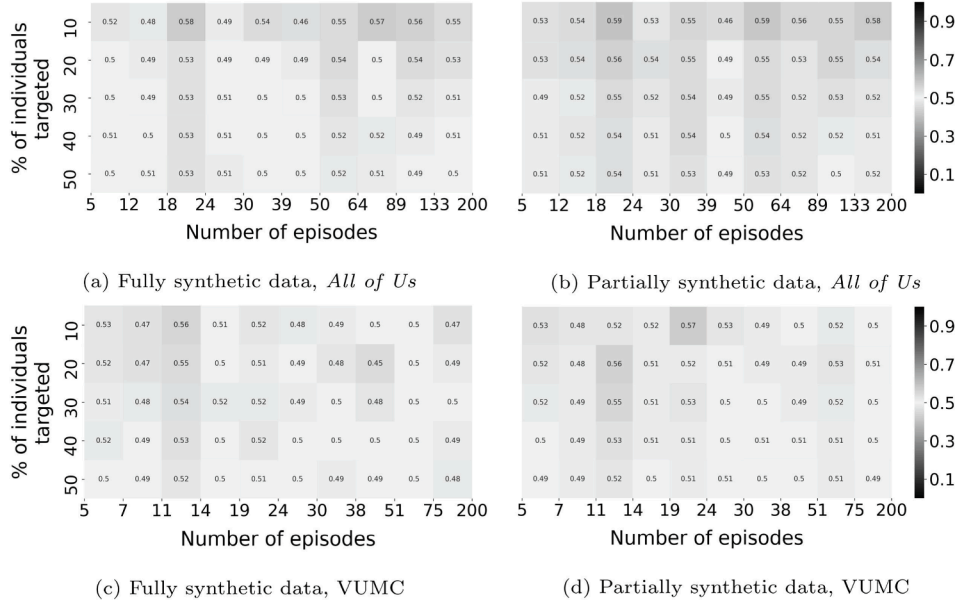 0.52 0.48 0.58 0.49 0.54 0.46 0.55 0.57 0.56 0.55
0.5 0.49 0.53 0.49 0.49 0.49 0.54 0.5 0.54 0.53
0.5 0.49 0.53 0.51 0.5 0.5 0.53 0.5 0.52 0.51
0.51 0.5 0.53 0.51 0.5 0.5 0.52 0.52 0.49 0.51
0.5 0.51 0.53 0.5 0.51 0.51 0.52 0.51 0.49 0.5
10 20 30 40 50
% of individuals
targeted
5 12 18 24 30 39 50 64 89 133 200
Number of episodes
(a) Fully synthetic data, All of Us
0.53 0.54 0.59 0.53 0.55 0.46 0.59 0.56 0.55 0.58
0.53 0.54 0.56 0.54 0.55 0.49 0.55 0.53 0.55 0.54
0.49 0.52 0.55 0.52 0.54 0.49 0.55 0.52 0.53 0.52
0.51 0.52 0.54 0.51 0.54 0.5 0.54 0.52 0.52 0.51
0.51 0.52 0.54 0.51 0.53 0.49 0.53 0.52 0.5 0.52
5 12 18 24 30 39 50 64 89 133 200
Number of episodes
0.9
0.7
0.5
0.3
0.1
(b) Partially synthetic data, All of Us
0.53 0.47 0.56 0.51 0.52 0.48 0.49 0.5 0.5 0.47
0.52 0.47 0.55 0.5 0.51 0.49 0.48 0.45 0.5 0.49
0.51 0.48 0.54 0.52 0.52 0.49 0.5 0.48 0.5 0.5
0.52 0.49 0.53 0.5 0.52 0.5 0.5 0.5 0.5 0.49
0.5 0.49 0.52 0.5 0.51 0.5 0.49 0.49 0.5 0.48
10 20 30 40 50
% of individuals
targeted
5 7 11 14 19 24 30 38 51 75 200
Number of episodes
(c) Fully synthetic data, VUMC
0.53 0.48 0.52 0.52 0.57 0.53 0.49 0.5 0.52 0.5
0.52 0.48 0.56 0.51 0.52 0.51 0.49 0.49 0.53 0.51
0.52 0.49 0.55 0.51 0.53 0.5 0.5 0.49 0.52 0.5
0.5 0.49 0.53 0.51 0.51 0.5 0.51 0.51 0.51 0.5
0.49 0.49 0.52 0.5 0.51 0.51 0.5 0.5 0.51 0.49
5 7 11 14 19 24 30 38 51 75 200
Number of episodes
0.9
0.7
0.5
0.3
0.1
(d) Partially synthetic data, VUMC